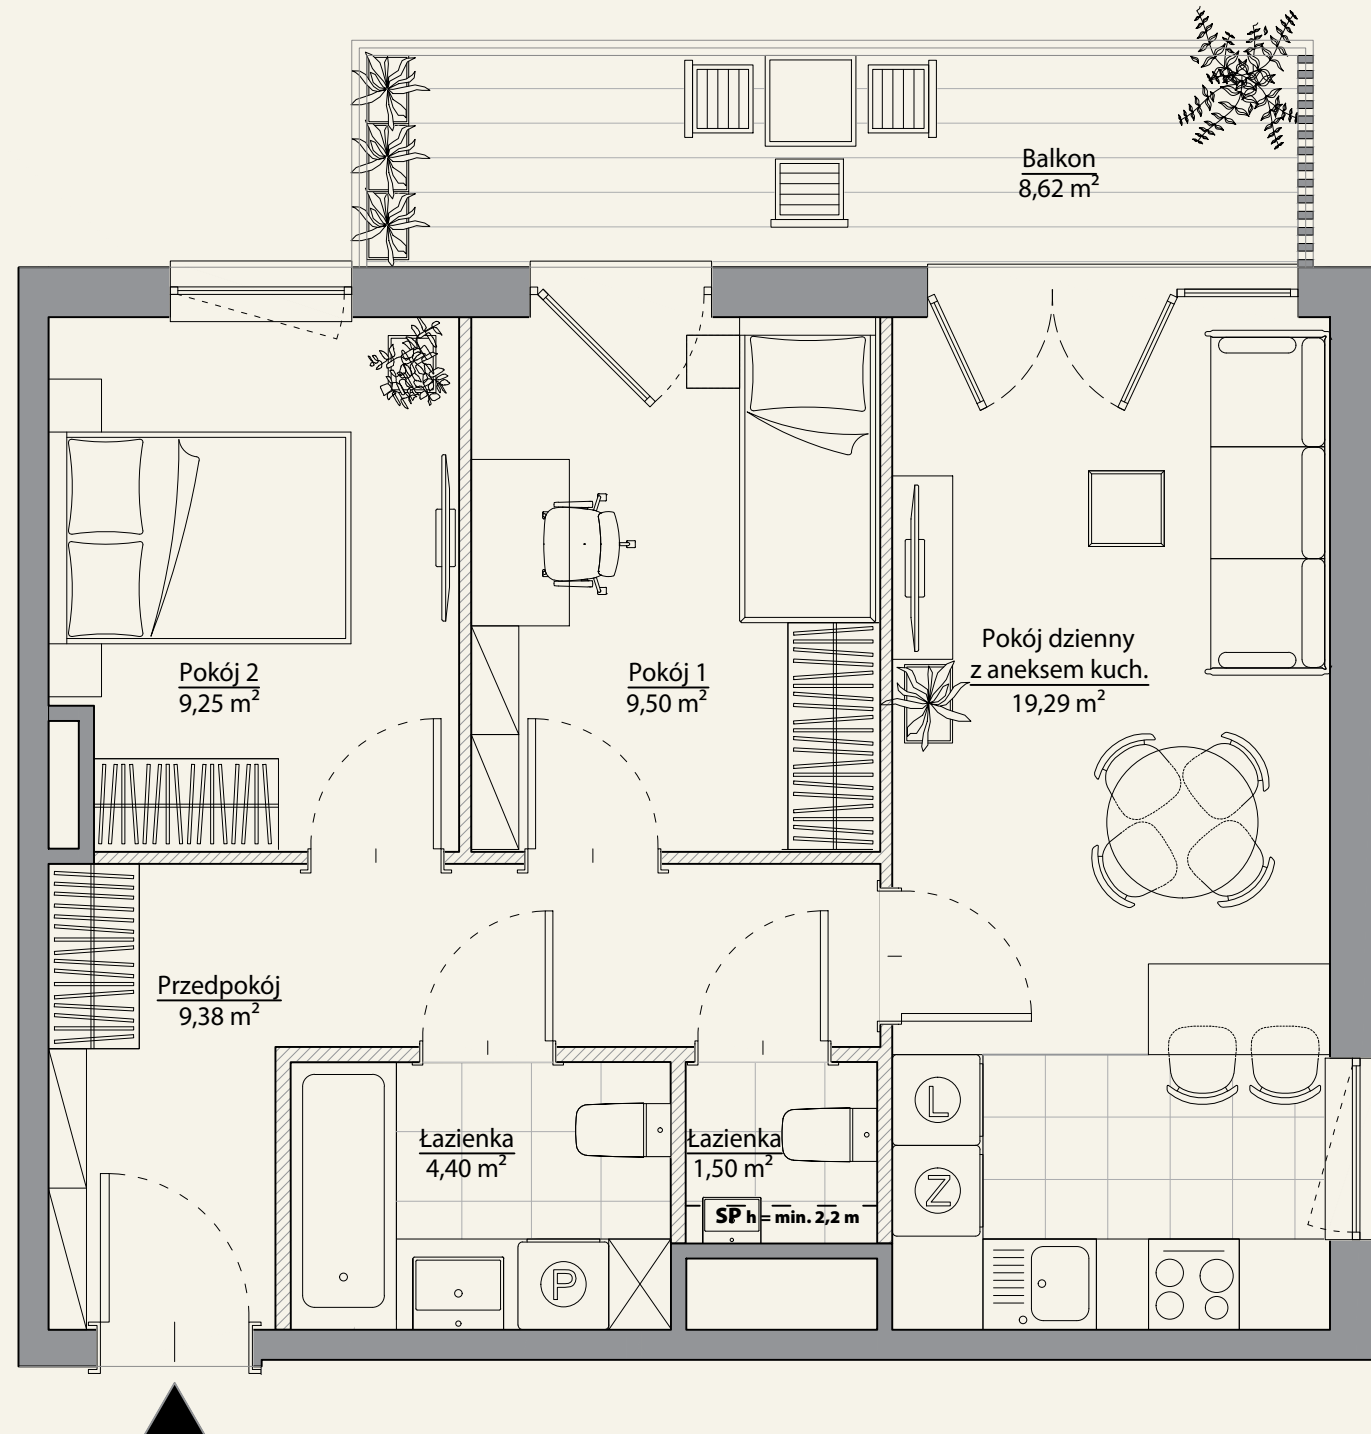 Balkon
8,62 m²
Pokój 2
9,25 m²
Pokój 1
9,50 m²
Pokój dzienny
z aneksem kuch.
19,29 m²
Przedpokój
9,38 m²
Łazienka
4,40 m²
Łazienka
1,50 m²
SP h = min. 2,2 m
L
Z
P